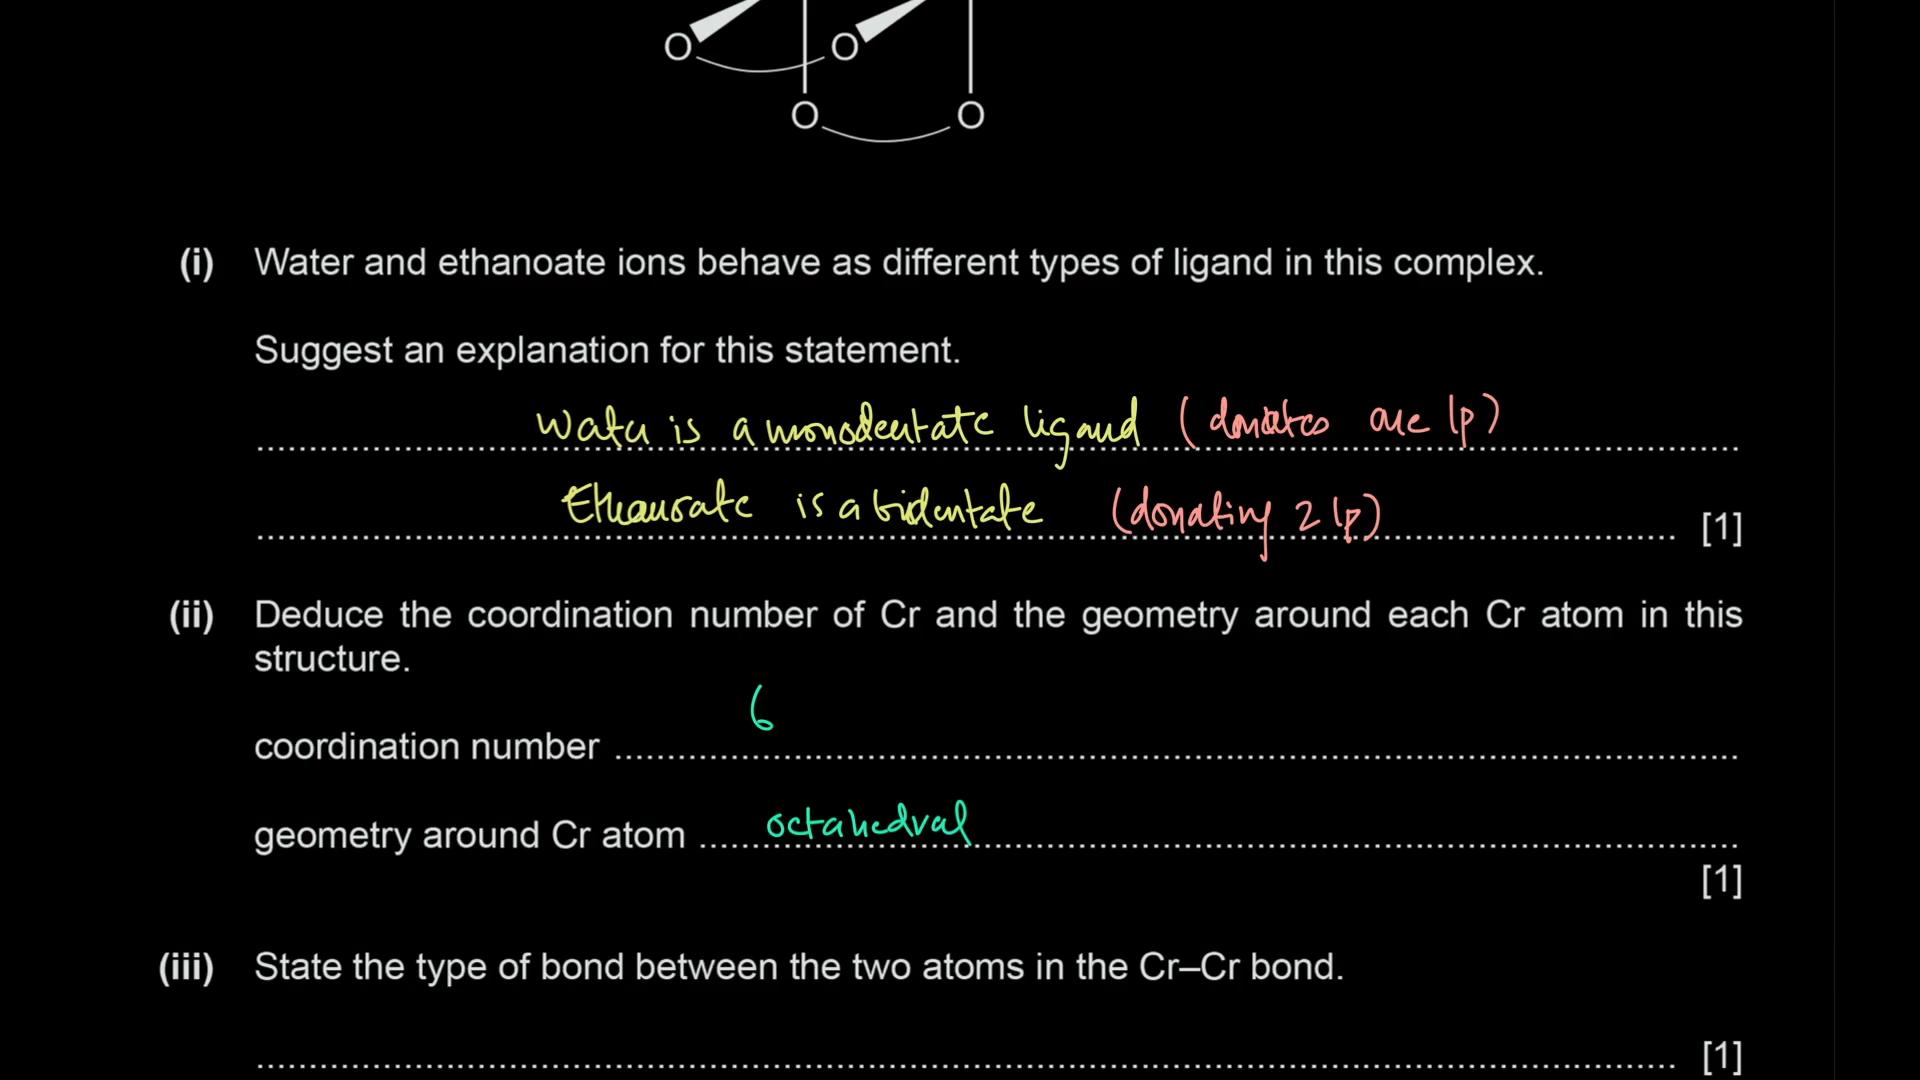 O O
O O
(i) Water and ethanoate ions behave as different types of ligand in this complex.
Suggest an explanation for this statement.
Water is a monodentate ligand (donates one lp)
Ethanoate is a bidentate (donating 2 lp)
[1]
(ii) Deduce the coordination number of Cr and the geometry around each Cr atom in this
structure.
6
coordination number
geometry around Cr atom octahedral
[1]
(iii) State the type of bond between the two atoms in the Cr–Cr bond.
[1]